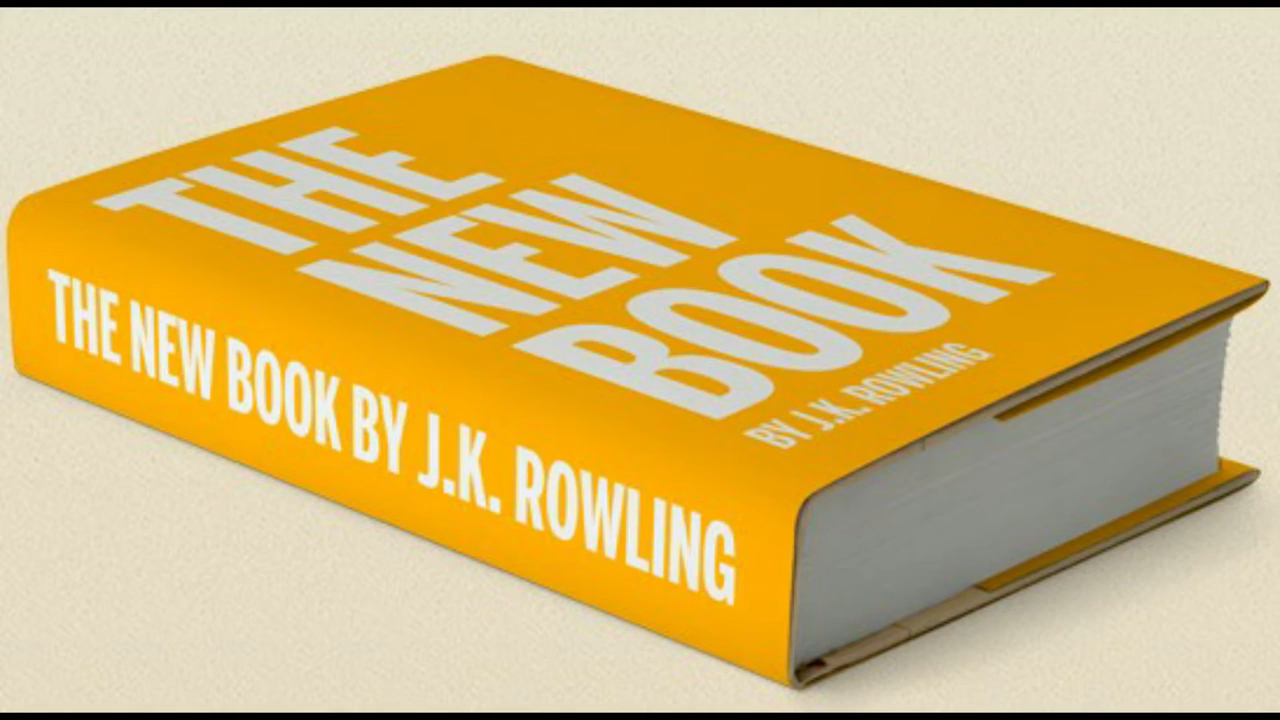 THE
NEW
BOOK
BY J.K. ROWLING
THE NEW BOOK BY J.K. ROWLING